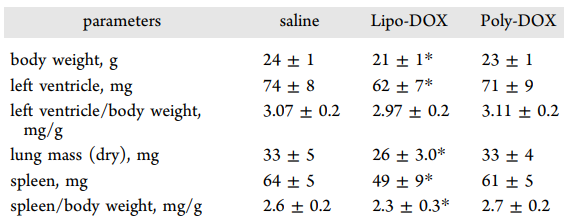 parameters saline Lipo-DOX Poly-DOX
body weight, g 24 ± 1 21 ± 1* 23 ± 1
left ventricle, mg 74 ± 8 62 ± 7* 71 ± 9
left ventricle/body weight, 3.07 ± 0.2 2.97 ± 0.2 3.11 ± 0.2
mg/g
lung mass (dry), mg 33 ± 5 26 ± 3.0* 33 ± 4
spleen, mg 64 ± 5 49 ± 9* 61 ± 5
spleen/body weight, mg/g 2.6 ± 0.2 2.3 ± 0.3* 2.7 ± 0.2